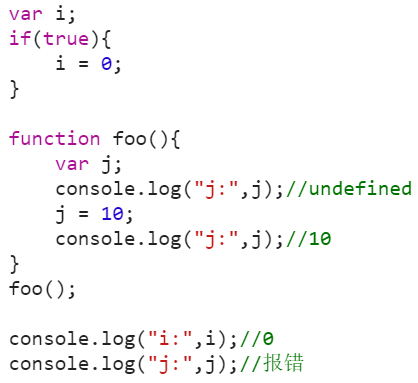 var i;
if(true){
    i = 0;
}

function foo(){
    var j;
    console.log("j:",j);//undefined
    j = 10;
    console.log("j:",j);//10
}
foo();

console.log("i:",i);//0
console.log("j:",j);//报错